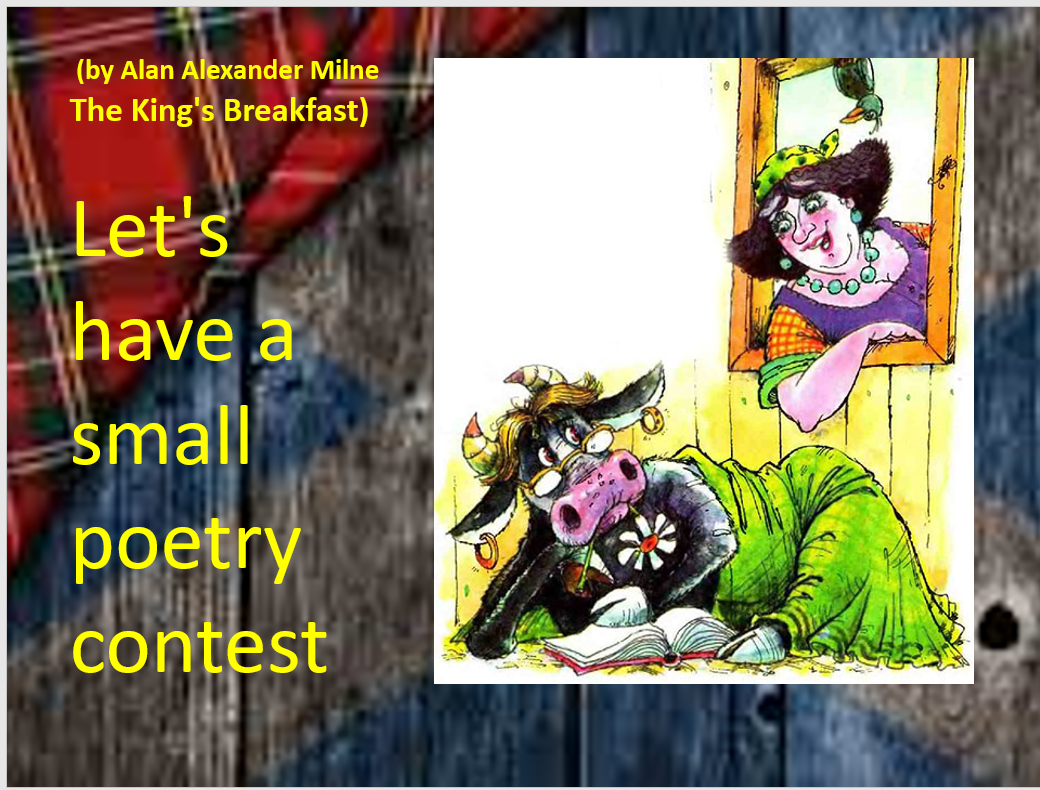 (by Alan Alexander Milne
The King's Breakfast)
Let's
have a
small
poetry
contest